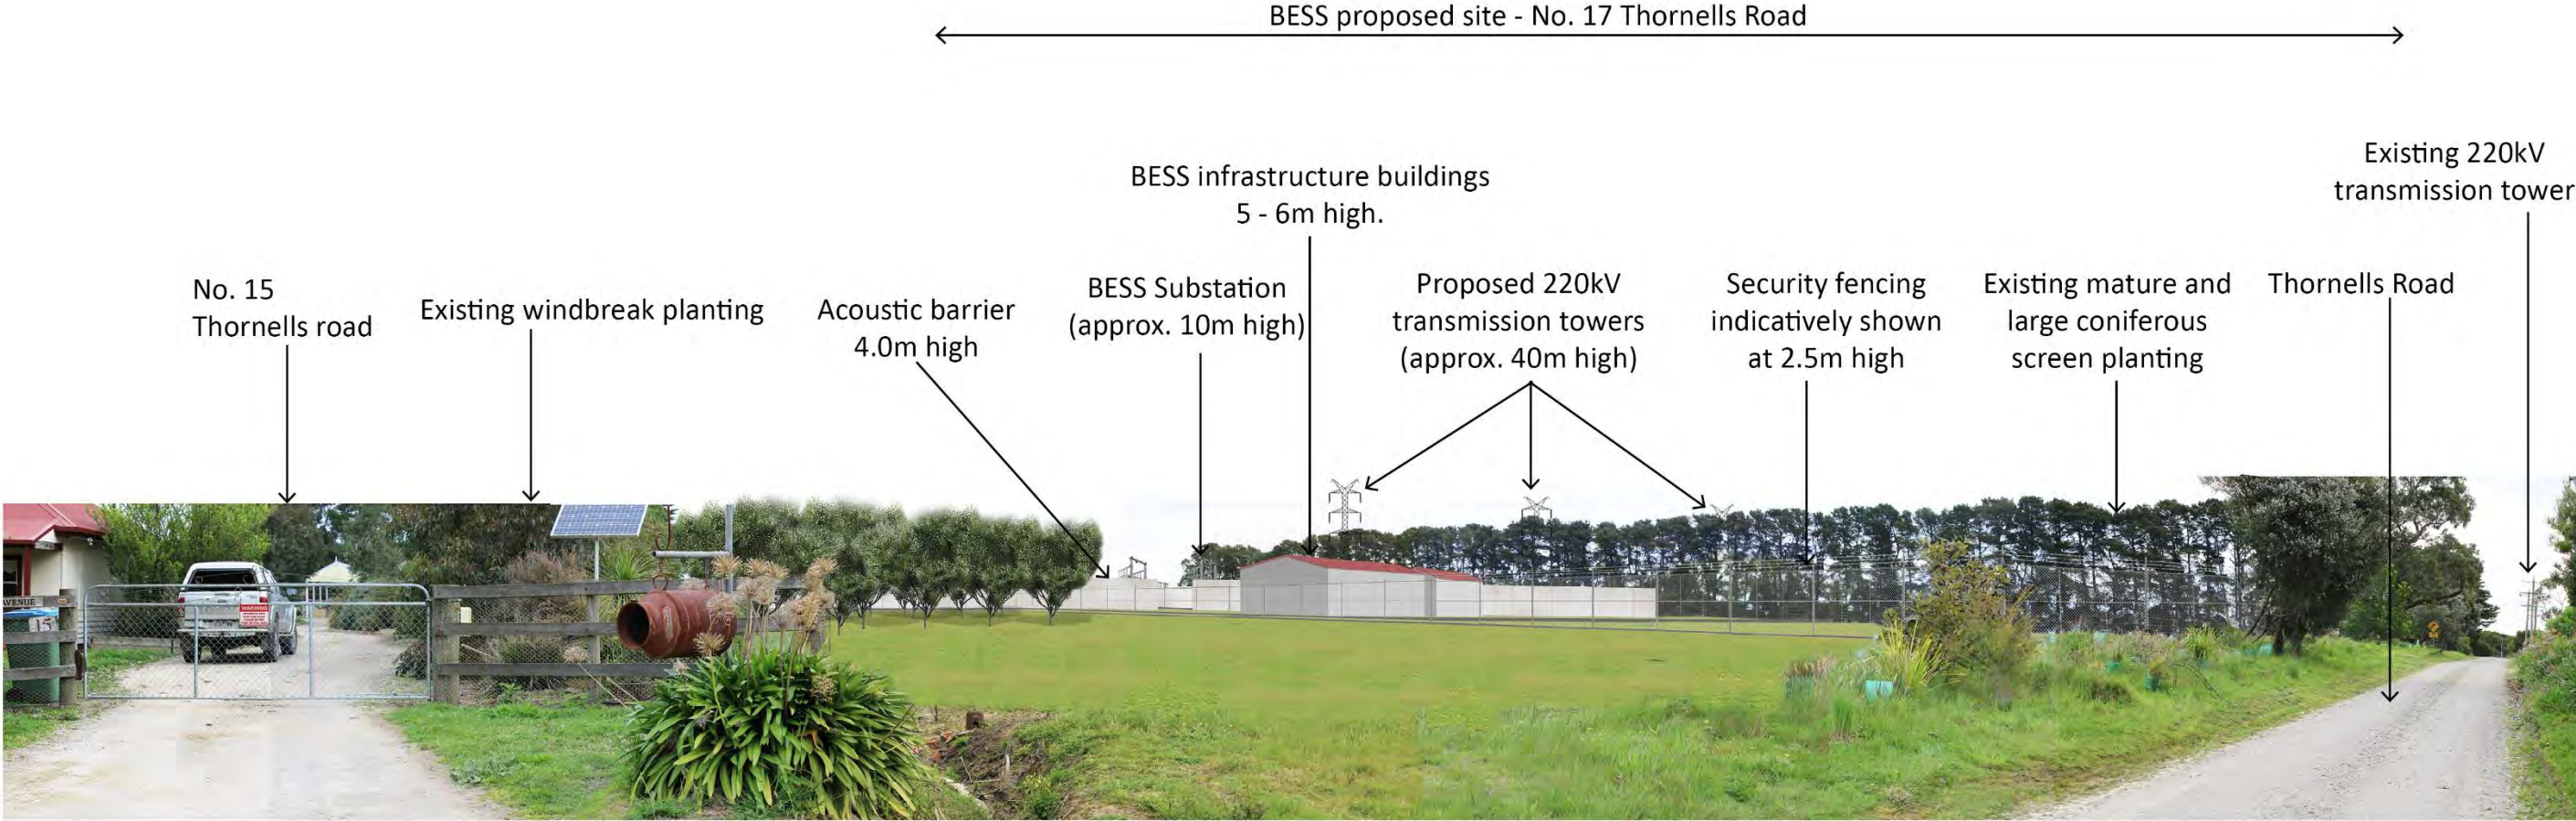 BESS proposed site - No. 17 Thornells Road
Existing 220kV
transmission tower
BESS infrastructure buildings
5 - 6m high.
No. 15
Thornells road
Existing windbreak planting
Acoustic barrier
4.0m high
BESS Substation
(approx. 10m high)
Proposed 220kV
transmission towers
(approx. 40m high)
Security fencing
indicatively shown
at 2.5m high
Existing mature and
large coniferous
screen planting
Thornells Road
AVENUE
15
WARNING